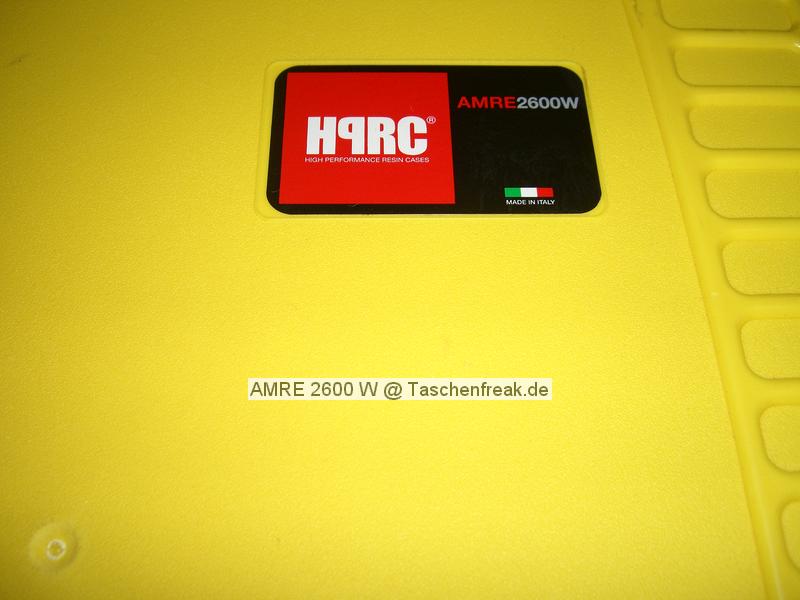 AMRE2600W
HPRC®
HIGH PERFORMANCE RESIN CASES
MADE IN ITALY
AMRE 2600 W @ Taschenfreak.de